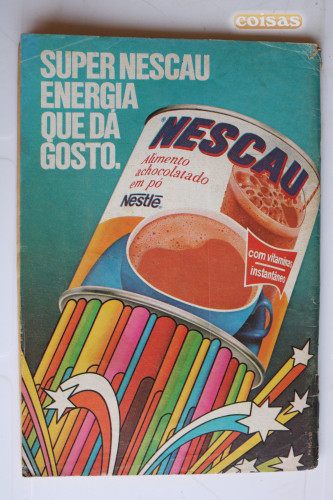 coisas
SUPER NESCAU
ENERGIA
QUE DÁ
GOSTO.
NESCAU
Alimento
achocolatado
em pó
Nestlé
com vitaminas
instantâneo